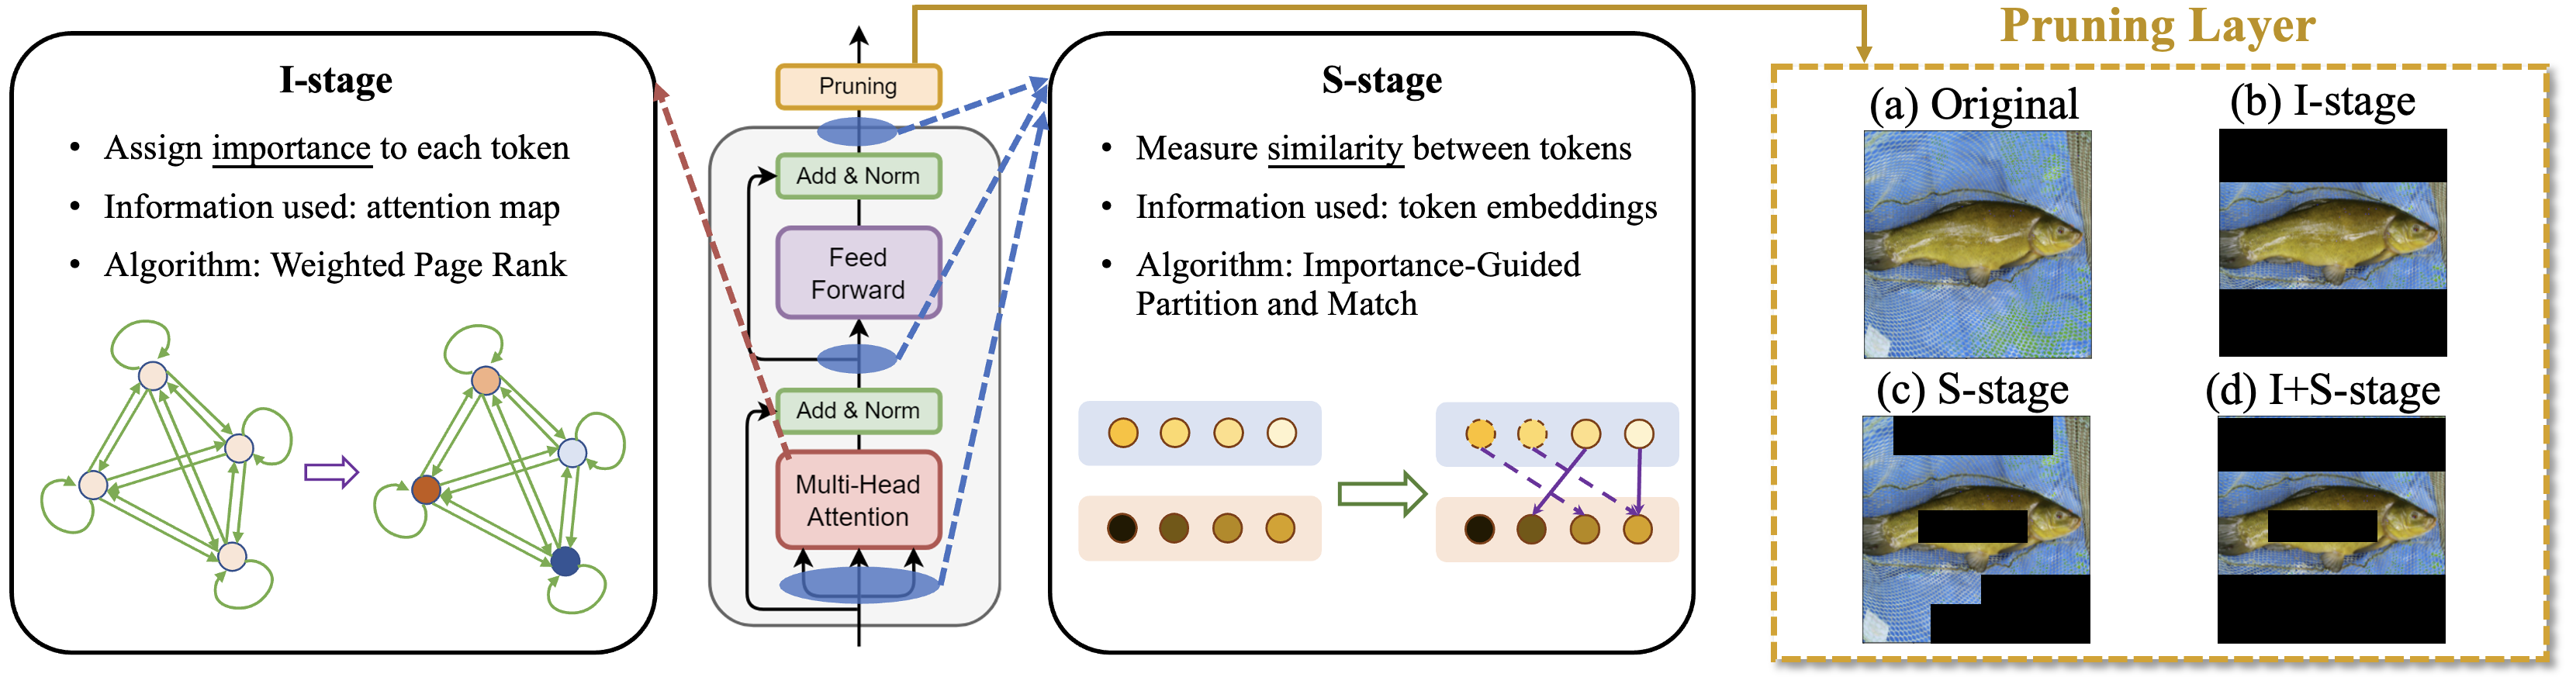 I-stage
• Assign importance to each token
• Information used: attention map
• Algorithm: Weighted Page Rank
Pruning
Add & Norm
Feed
Forward
Add & Norm
Multi-Head
Attention
S-stage
• Measure similarity between tokens
• Information used: token embeddings
• Algorithm: Importance-Guided
Partition and Match
Pruning Layer
(a) Original
(b) I-stage
(c) S-stage
(d) I+S-stage